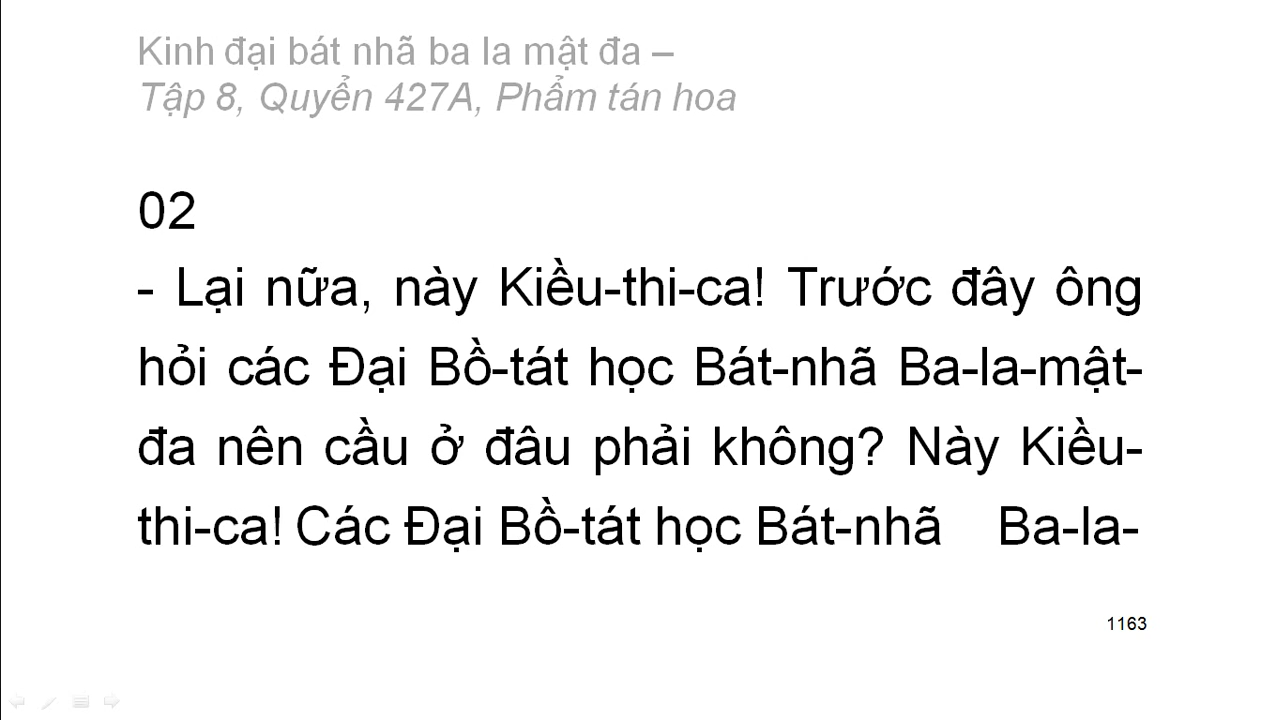 Kinh đại bát nhã ba la mật đa –
Tập 8, Quyển 427A, Phẩm tán hoa
02
- Lại nữa, này Kiều-thi-ca! Trước đây ông
hỏi các Đại Bồ-tát học Bát-nhã Ba-la-mật-
đa nên cầu ở đâu phải không? Này Kiều-
thi-ca! Các Đại Bồ-tát học Bát-nhã Ba-la-
1163